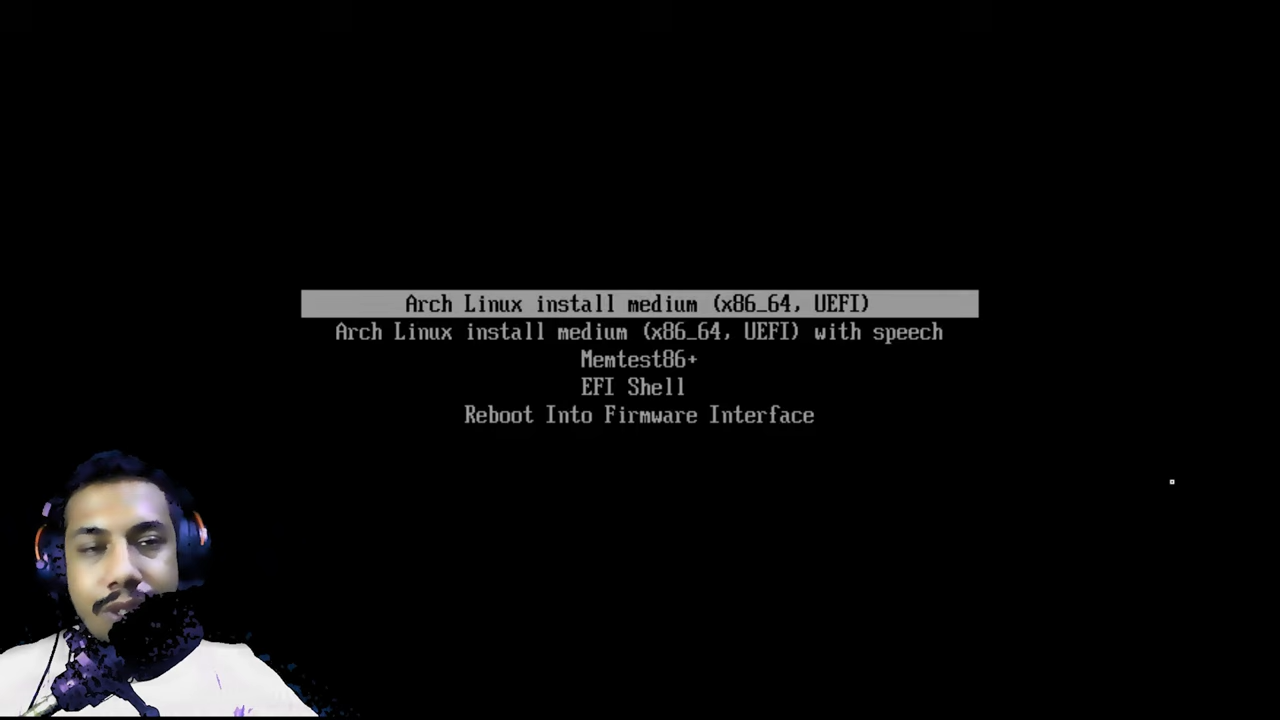 Arch Linux install medium (x86_64, UEFI)
Arch Linux install medium (x86_64, UEFI) with speech
Memtest86+
EFI Shell
Reboot Into Firmware Interface